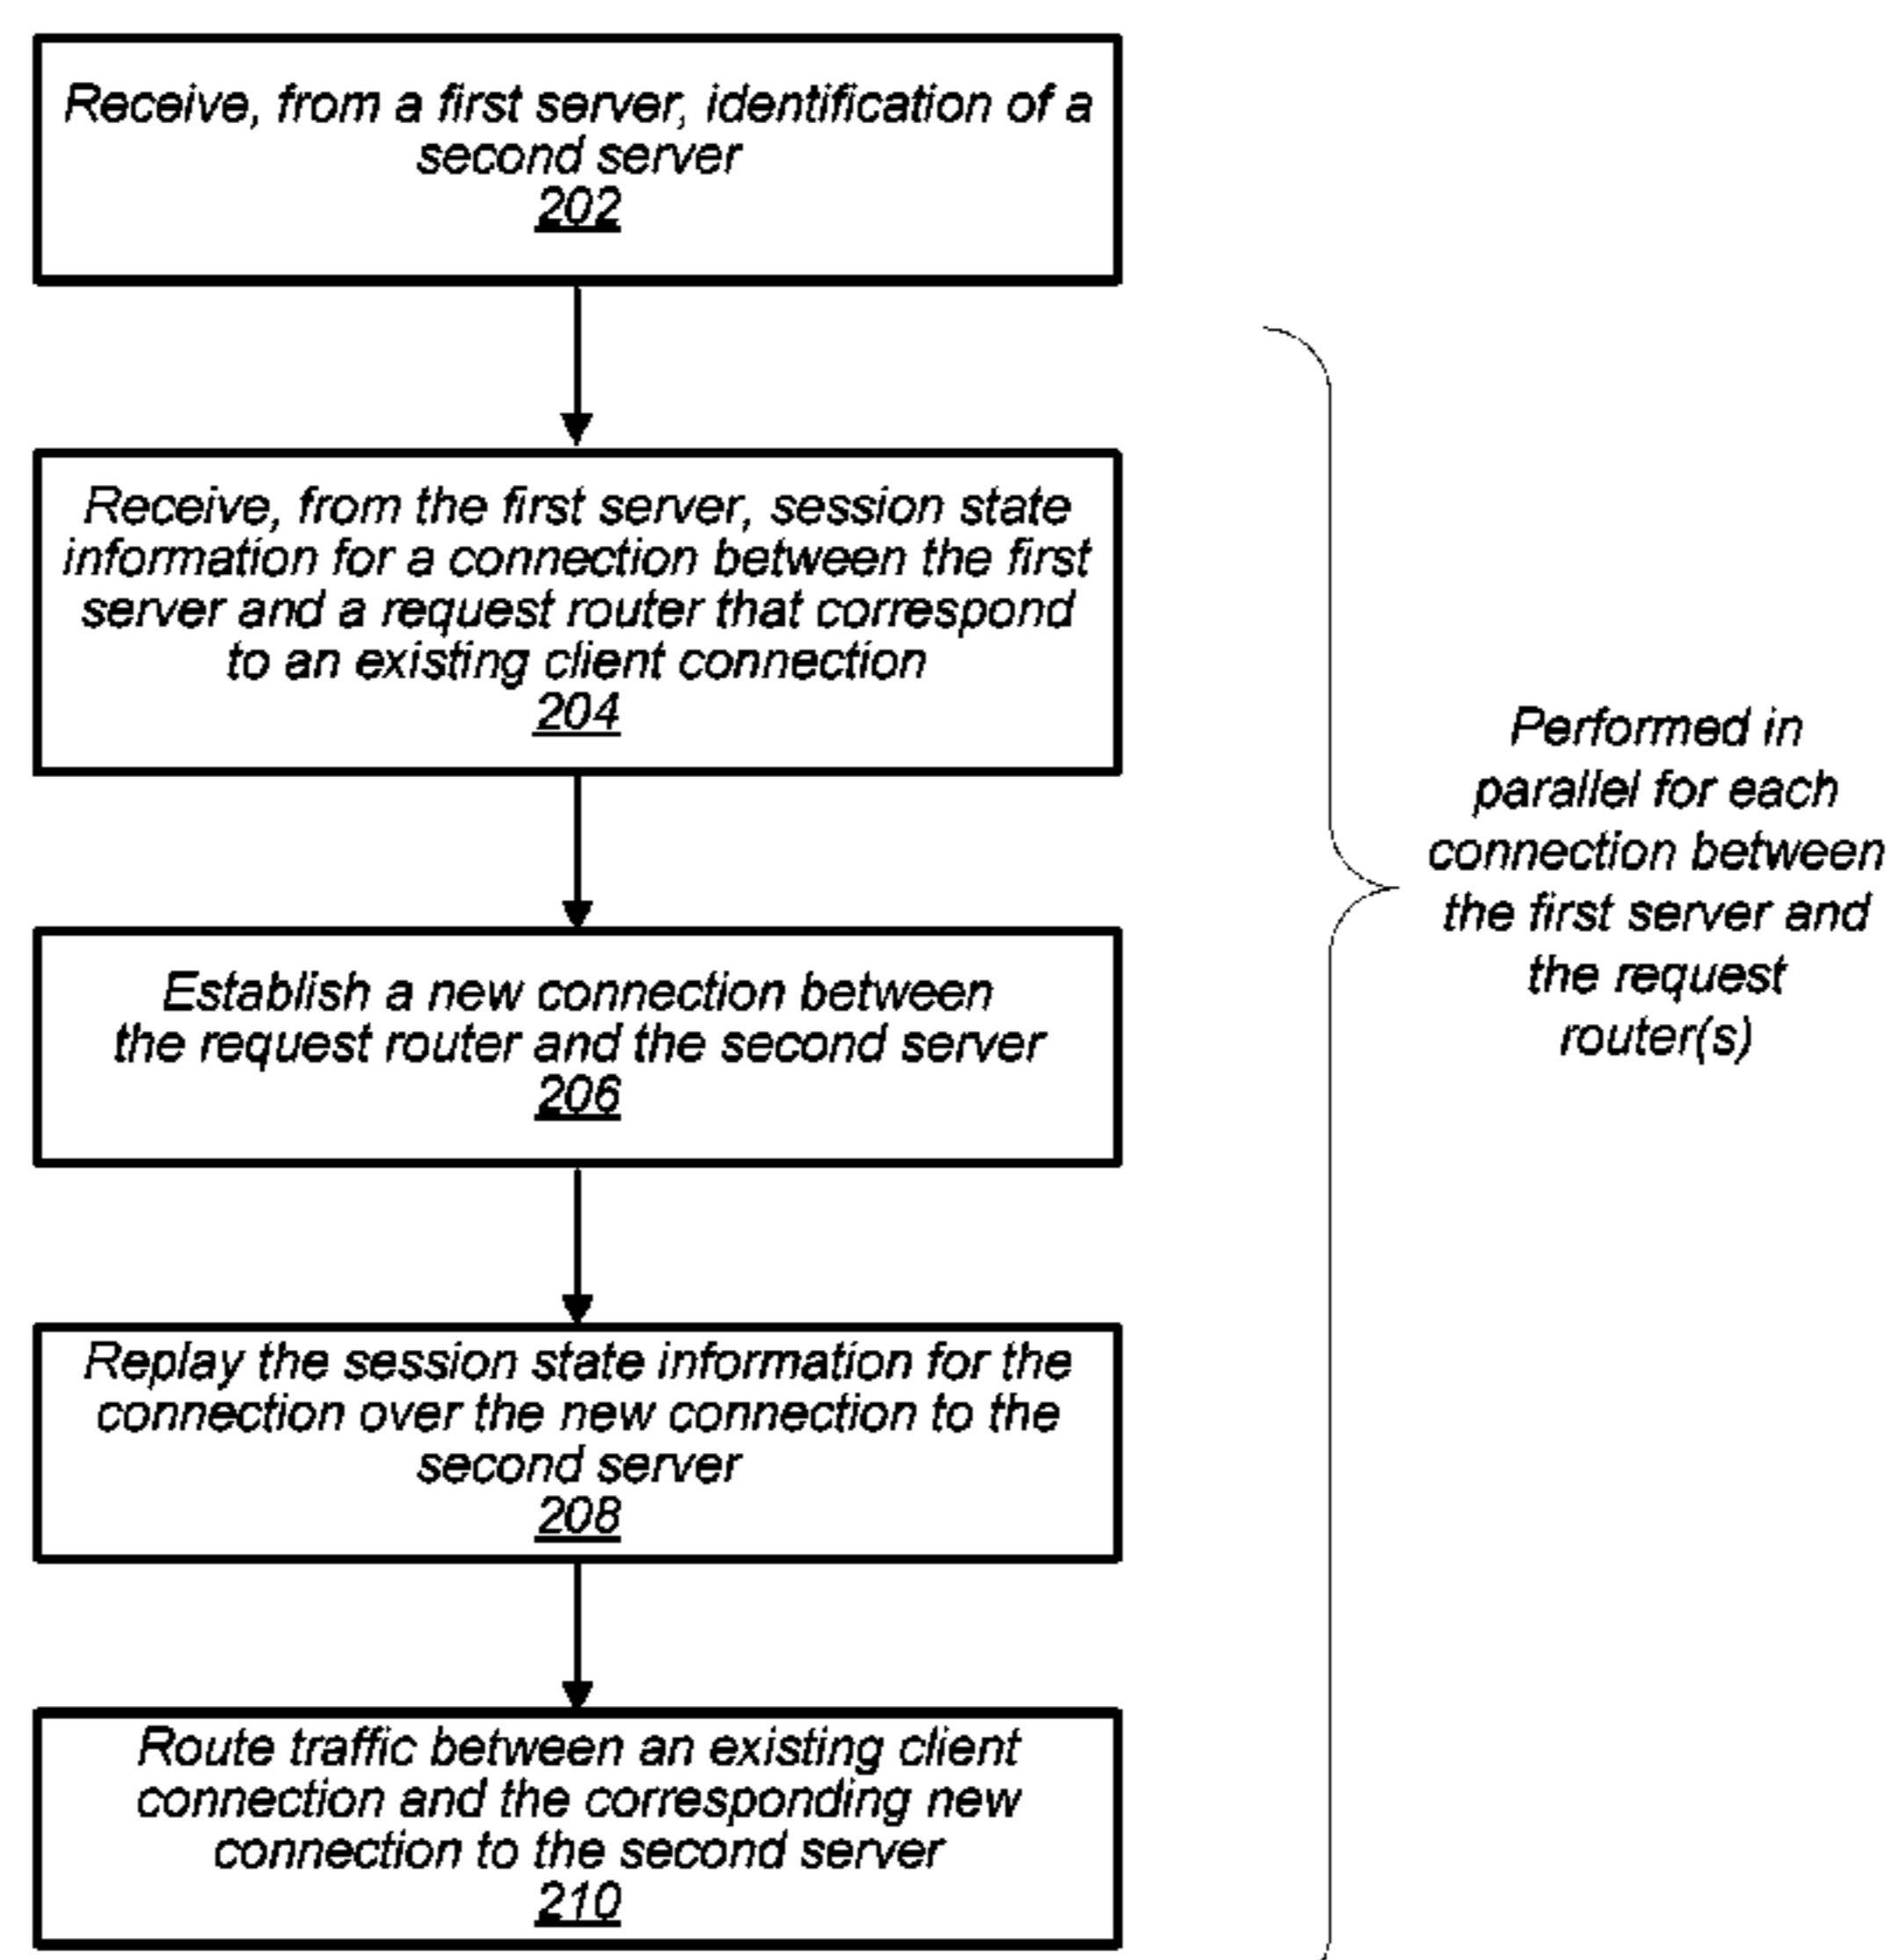 Receive, from a first server, identification of a
second server
202
Receive, from the first server, session state
information for a connection between the first
server and a request router that correspond
to an existing client connection
204
Establish a new connection between
the request router and the second server
206
Replay the session state information for the
connection over the new connection to the
second server
208
Route traffic between an existing client
connection and the corresponding new
connection to the second server
210
Performed in
parallel for each
connection between
the first server and
the request
router(s)